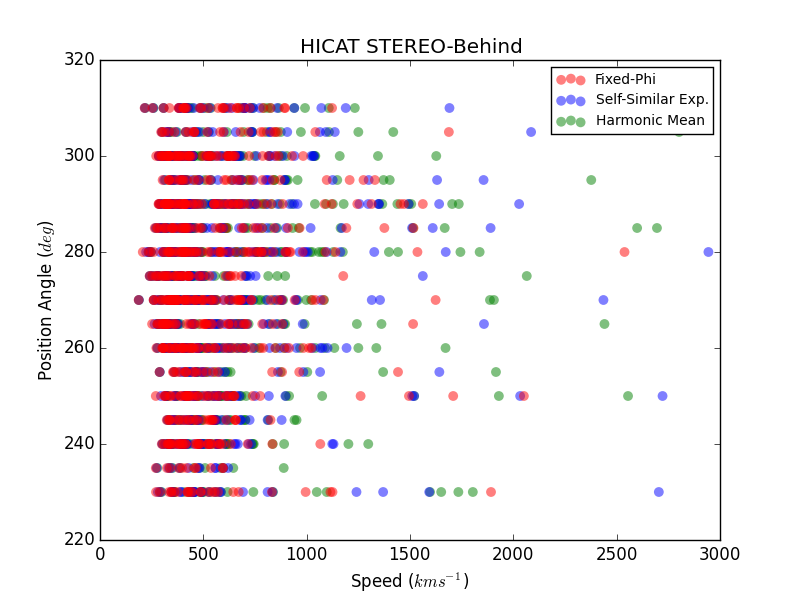 HICAT STEREO-Behind
Fixed-Phi
Self-Similar Exp.
Harmonic Mean
320
300
280
260
240
220
Position Angle (deg)
0 500 1000 1500 2000 2500 3000
Speed (kms⁻¹)